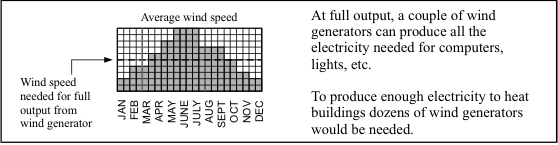 Average wind speed
Wind speed
needed for full
output from
wind generator
JAN
FEB
MAR
APR
MAY
JUNE
JULY
AUG
SEPT
OCT
NOV
DEC
At full output, a couple of wind
generators can produce all the
electricity needed for computers,
lights, etc.
To produce enough electricity to heat
buildings dozens of wind generators
would be needed.